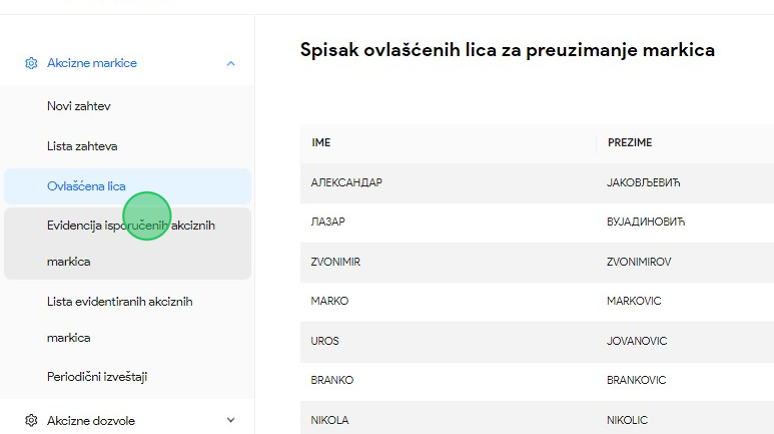 Akcizne markice
Novi zahtev
Lista zahteva
Ovlašćena lica
Evidencija isporučenih akciznih
markica
Lista evidentiranih akciznih
markica
Periodični izveštaji
Akcizne dozvole
Spisak ovlašćenih lica za preuzimanje markica
IME PREZIME
АЛЕКСАНДАР ЈАКОВЉЕВИЋ
ЛАЗАР ВУЈАДИНОВИЋ
ZVONIMIR ZVONIMIROV
MARKO MARKOVIC
UROS JOVANOVIC
BRANKO BRANKOVIC
NIKOLA NIKOLIC